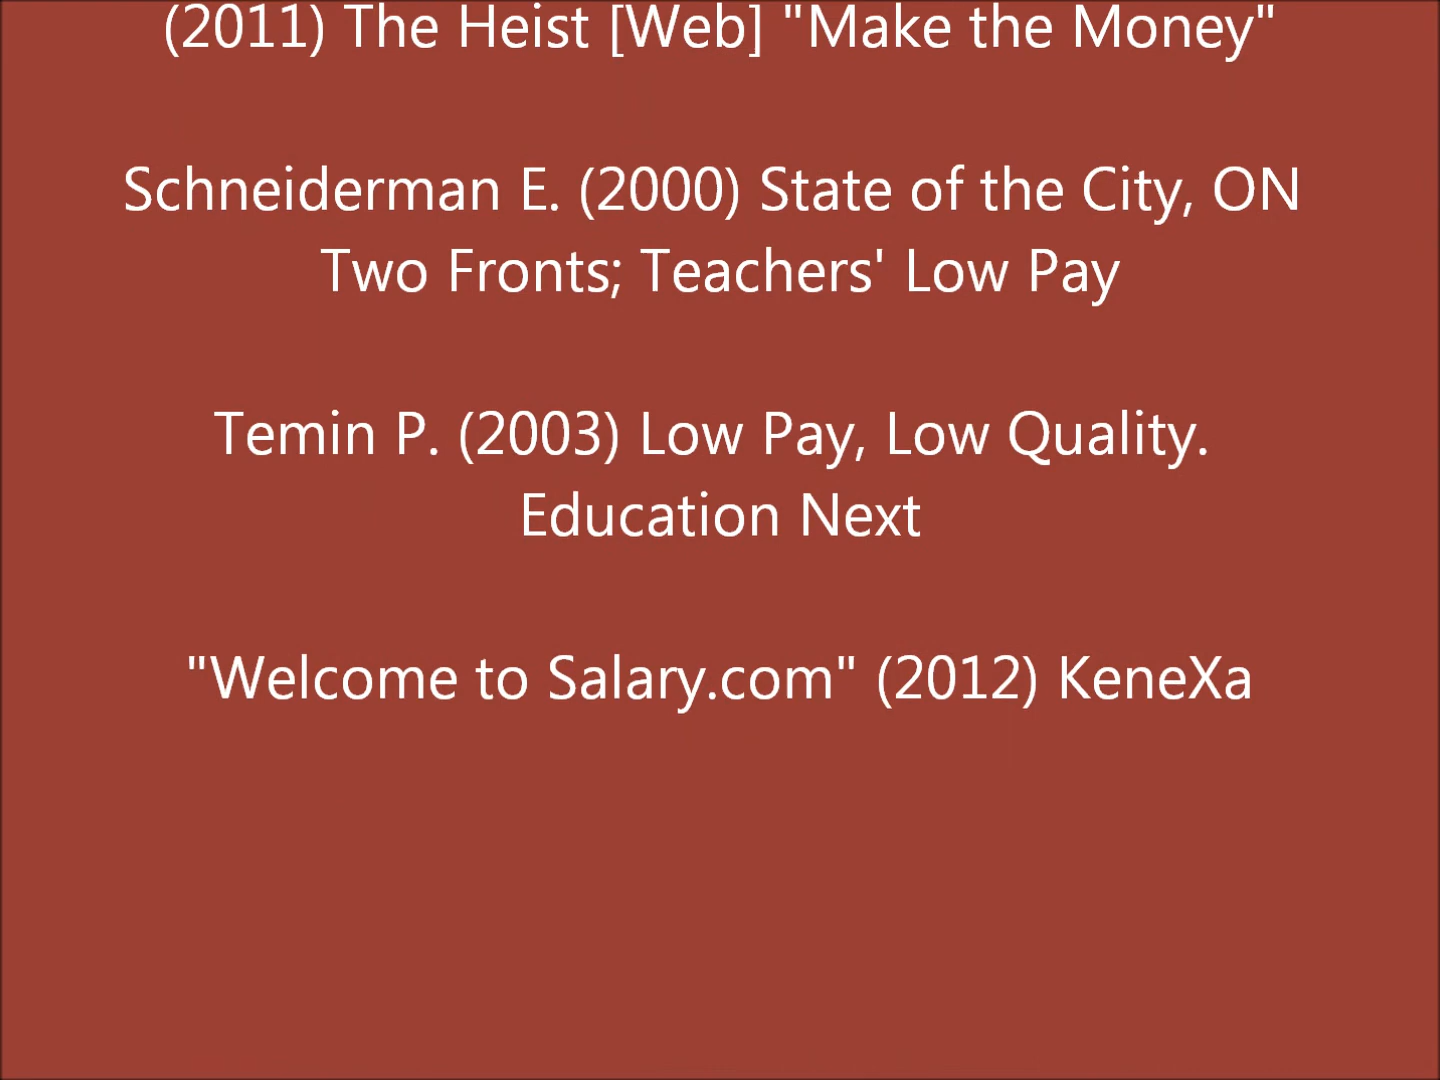 (2011) The Heist [Web] "Make the Money"
Schneiderman E. (2000) State of the City, ON
Two Fronts; Teachers' Low Pay
Temin P. (2003) Low Pay, Low Quality.
Education Next
"Welcome to Salary.com" (2012) KeneXa